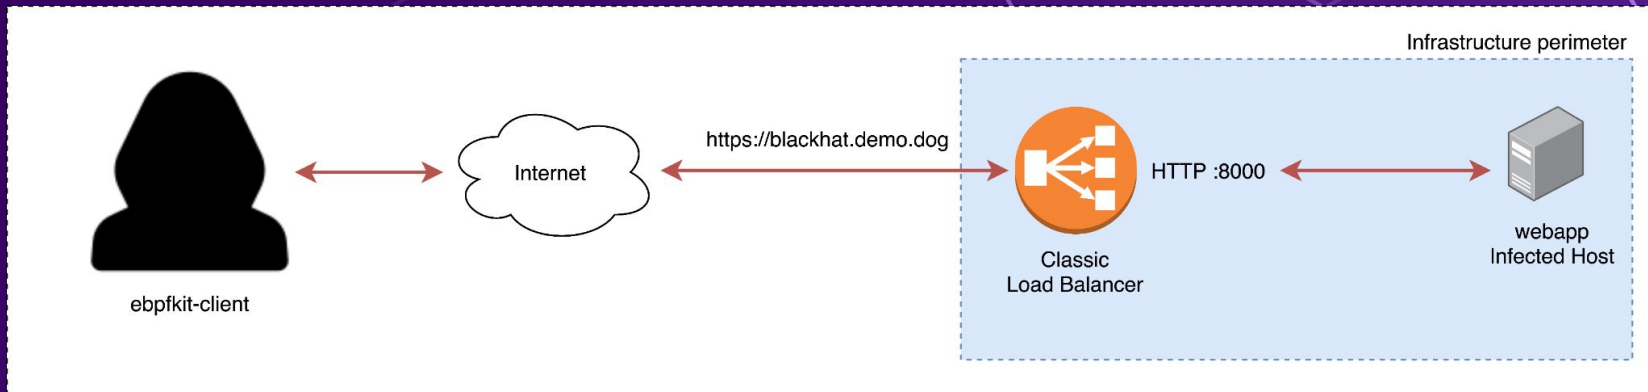 Infrastructure perimeter
https://blackhat.demo.dog
Internet
HTTP :8000
webapp
Infected Host
Classic
Load Balancer
ebpfkit-client